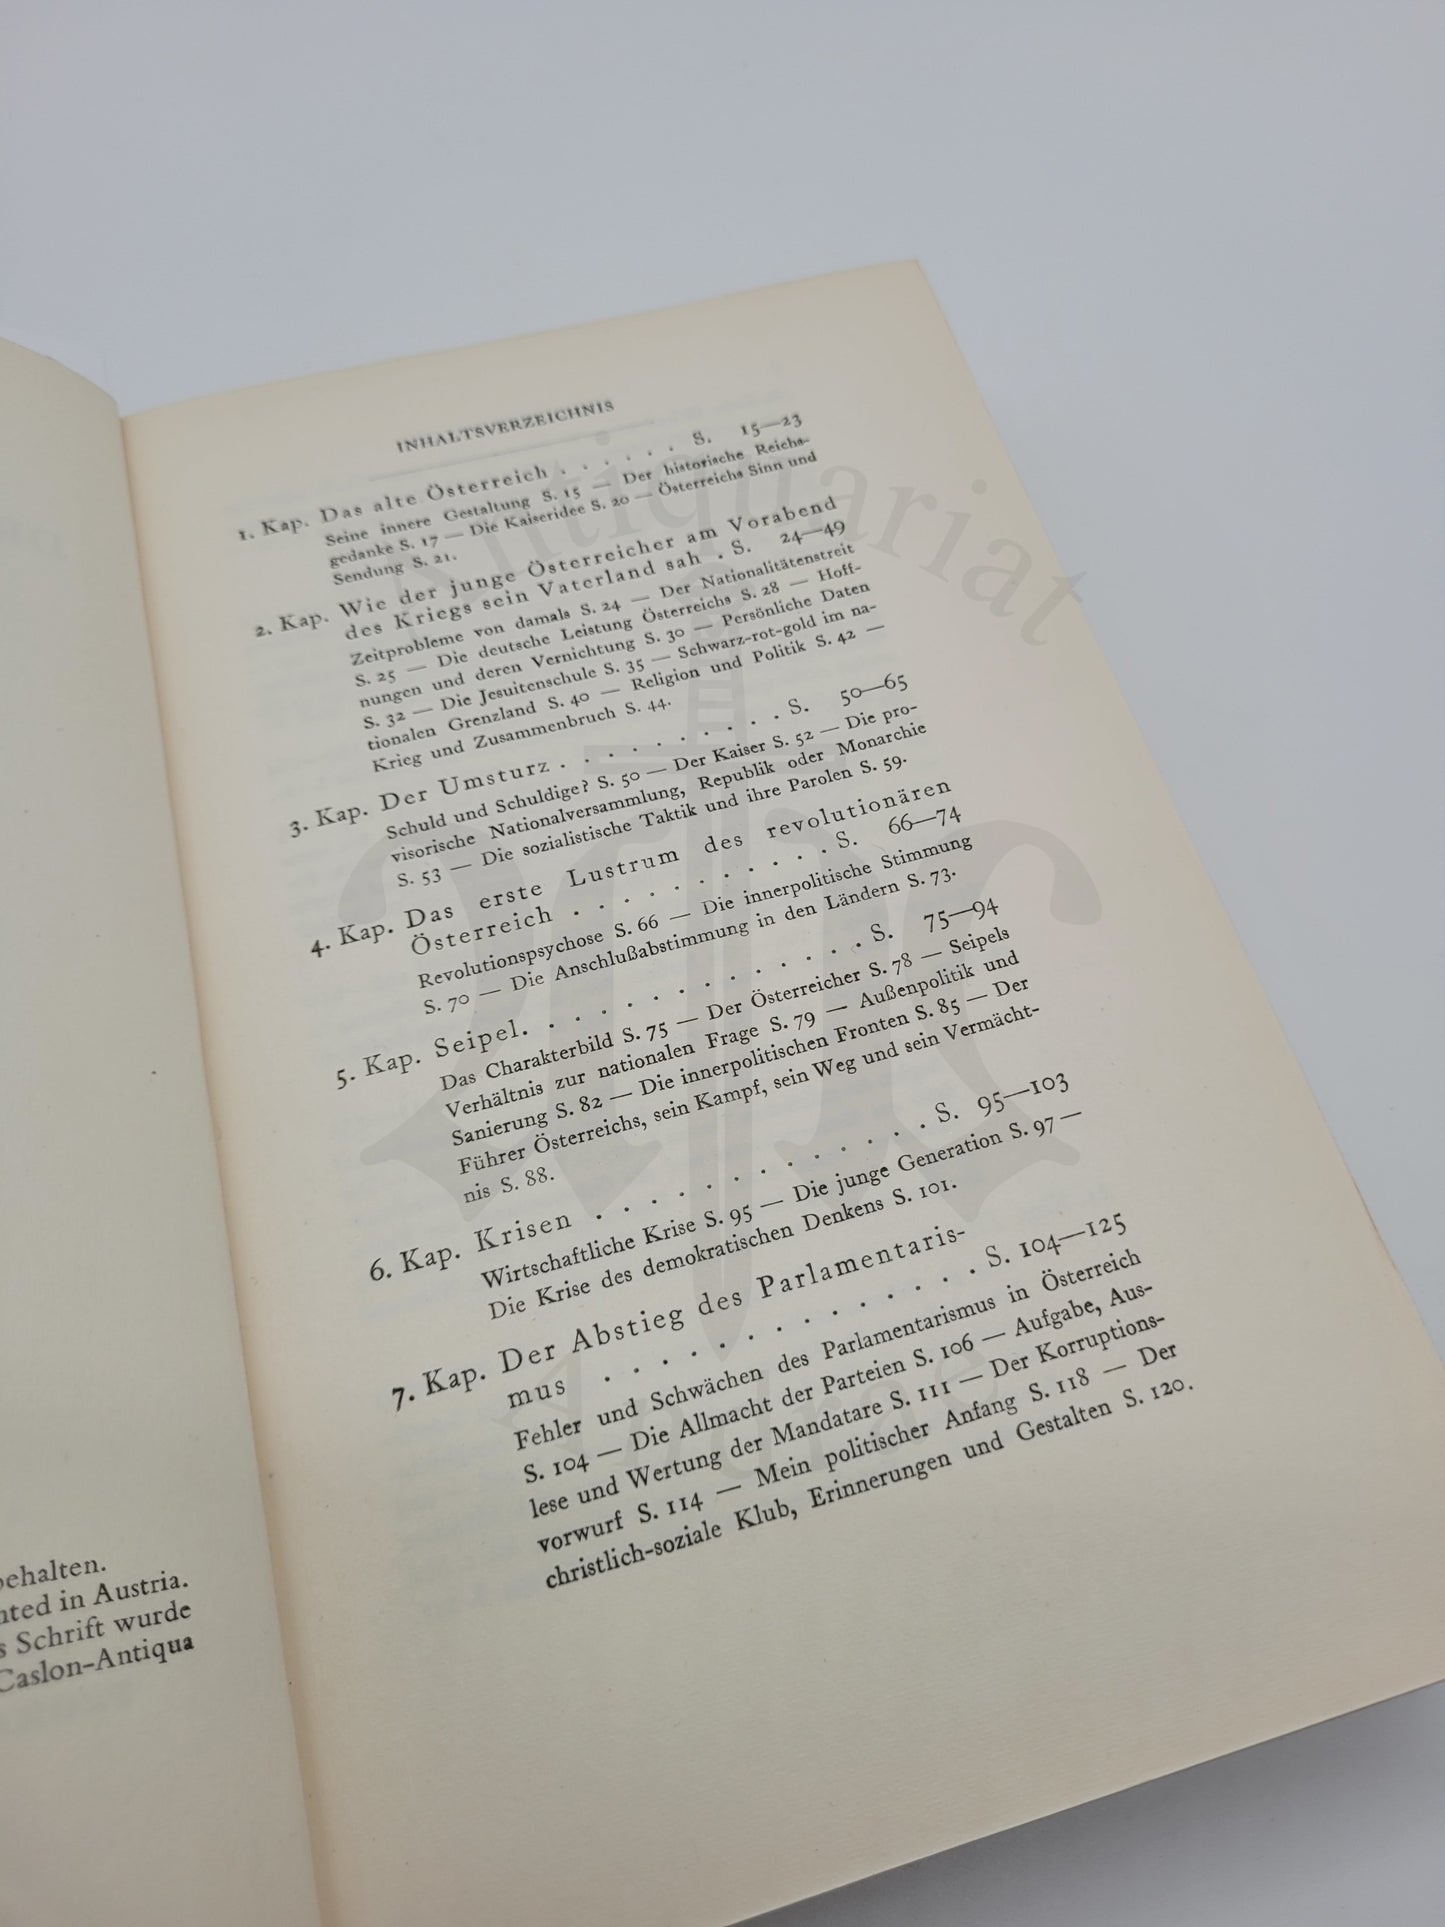 behalten.
in Austria.
Schrift wurde
Caslon-Antiqua
INHALTSVERZEICHNIS
1. Kap. Das alte Österreich . . . . . . S. 15—23
Seine innere Gestaltung S. 15 — Der historische Reichs-
gedanke S. 17 — Die Kaiseridee S. 20 — Österreichs Sinn und
Sendung S. 21.
2. Kap. Wie der junge Österreicher am Vorabend
des Kriegs sein Vaterland sah . S. 24—49
Zeitprobleme von damals S. 24 — Der Nationalitätenstreit
S. 25 — Die deutsche Leistung Österreichs S. 28 — Hoff-
nungen und deren Vernichtung S. 30 — Persönliche Daten
S. 32 — Die Jesuitenschule S. 35 — Schwarz-rot-gold im na-
tionalen Grenzland S. 40 — Religion und Politik S. 42 —
Krieg und Zusammenbruch S. 44.
3. Kap. Der Umsturz . . . . . . . . . S. 50—65
Schuld und Schuldige? S. 50 — Der Kaiser S. 52 — Die pro-
visorische Nationalversammlung, Republik oder Monarchie
S. 53 — Die sozialistische Taktik und ihre Parolen S. 59.
4. Kap. Das erste Lustrum des revolutionären
Österreich . . . . . . . . . . S. 66—74
Revolutionspsychose S. 66 — Die innerpolitische Stimmung
S. 70 — Die Anschlußabstimmung in den Ländern S. 73.
5. Kap. Seipel. . . . . . . . . . . . . . S. 75—94
Das Charakterbild S. 75 — Der Österreicher S. 78 — Seipels
Verhältnis zur nationalen Frage S. 79 — Außenpolitik und
Sanierung S. 82 — Die innerpolitischen Fronten S. 85 — Der
Führer Österreichs, sein Kampf, sein Weg und sein Vermächt-
nis S. 88.
6. Kap. Krisen . . . . . . . . . . . . . S. 95—103
Wirtschaftliche Krise S. 95 — Die junge Generation S. 97 —
Die Krise des demokratischen Denkens S. 101.
7. Kap. Der Abstieg des Parlamentaris-
mus . . . . . . . . . . . . . S. 104—125
Fehler und Schwächen des Parlamentarismus in Österreich
S. 104 — Die Allmacht der Parteien S. 106 — Aufgabe, Aus-
lese und Wertung der Mandatare S. 111 — Der Korruptions-
vorwurf S. 114 — Mein politischer Anfang S. 118 — Der
christlich-soziale Klub, Erinnerungen und Gestalten S. 120.
Antiquariat